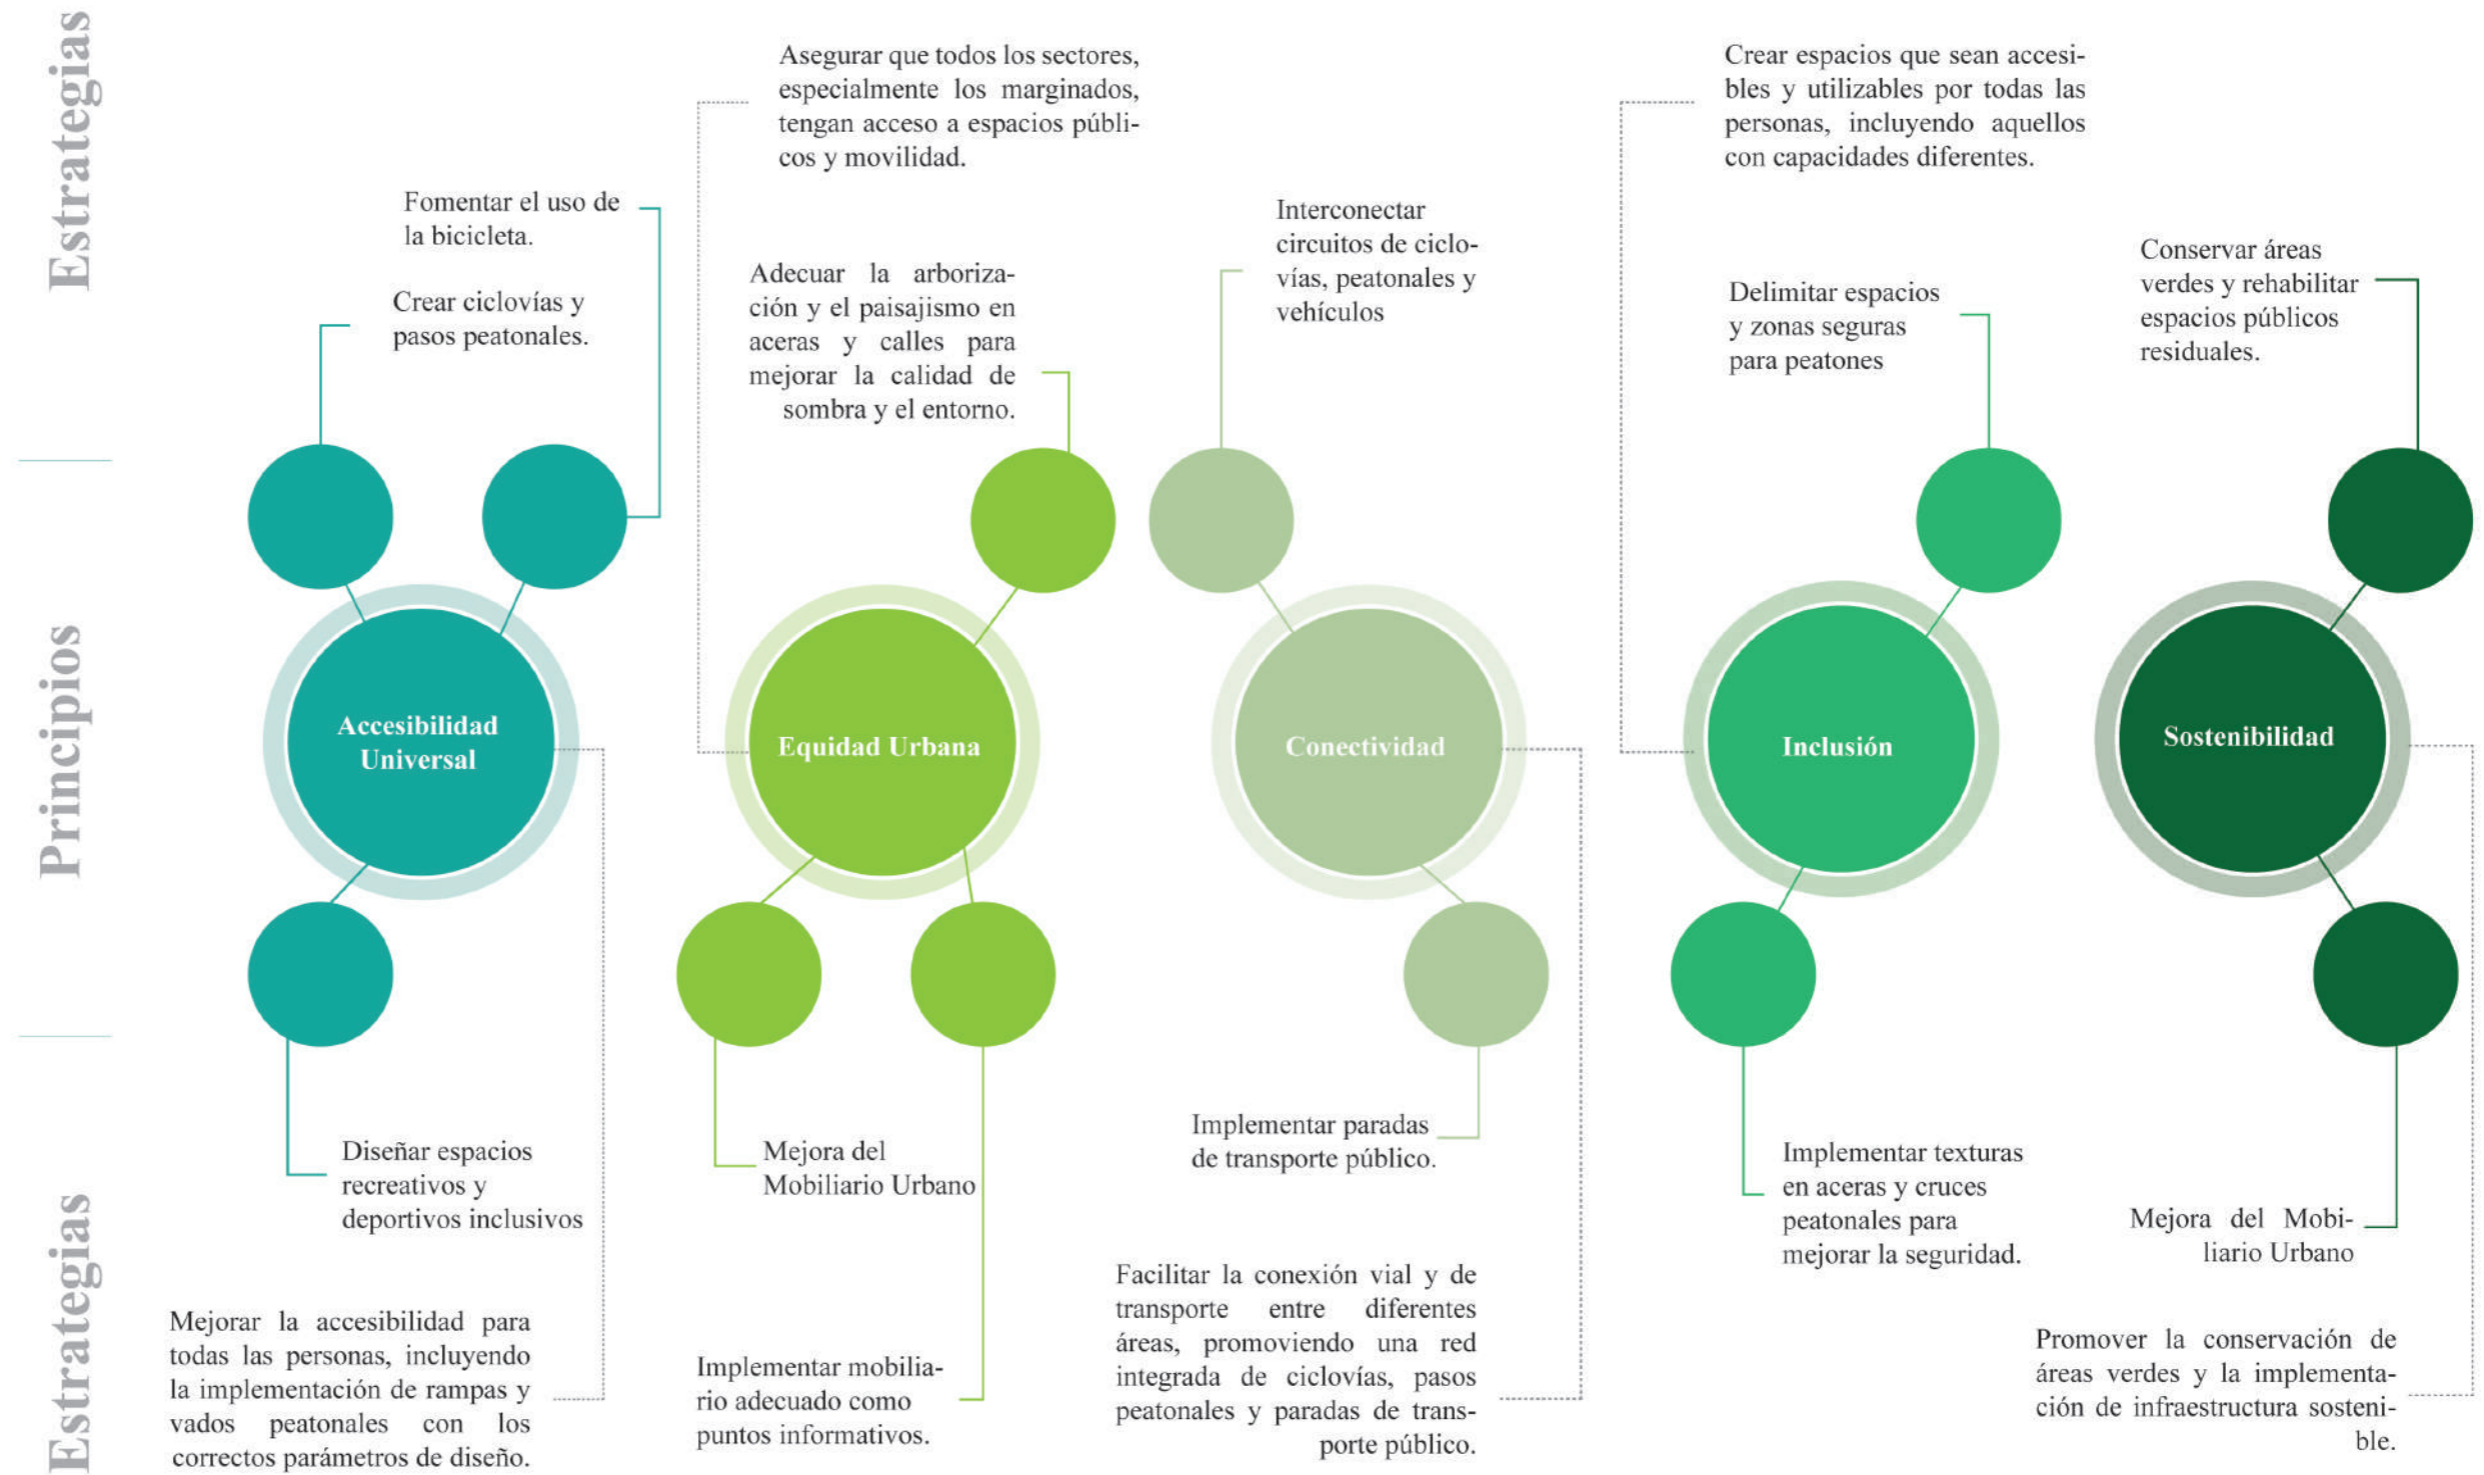 Estrategias
Asegurar que todos los sectores,
especialmente los marginados,
tengan acceso a espacios públi-
cos y movilidad.
Crear espacios que sean accesi-
bles y utilizables por todas las
personas, incluyendo aquellos
con capacidades diferentes.
Fomentar el uso de
la bicicleta.
Crear ciclovías y
pasos peatonales.
Adecuar la arboriza-
ción y el paisajismo en
aceras y calles para
mejorar la calidad de
sombra y el entorno.
Interconectar
circuitos de ciclo-
vías, peatonales y
vehículos
Delimitar espacios
y zonas seguras
para peatones
Conservar áreas
verdes y rehabilitar
espacios públicos
residuales.
Principios
Accesibilidad
Universal
Equidad Urbana
Conectividad
Inclusión
Sostenibilidad
Estrategias
Diseñar espacios
recreativos y
deportivos inclusivos
Mejorar la accesibilidad para
todas las personas, incluyendo
la implementación de rampas y
vados peatonales con los
correctos parámetros de diseño.
Mejora del
Mobiliario Urbano
Implementar mobilia-
rio adecuado como
puntos informativos.
Implementar paradas
de transporte público.
Facilitar la conexión vial y de
transporte entre diferentes
áreas, promoviendo una red
integrada de ciclovías, pasos
peatonales y paradas de trans-
porte público.
Implementar texturas
en aceras y cruces
peatonales para
mejorar la seguridad.
Mejora del Mobi-
liario Urbano
Promover la conservación de
áreas verdes y la implementa-
ción de infraestructura sosteni-
ble.